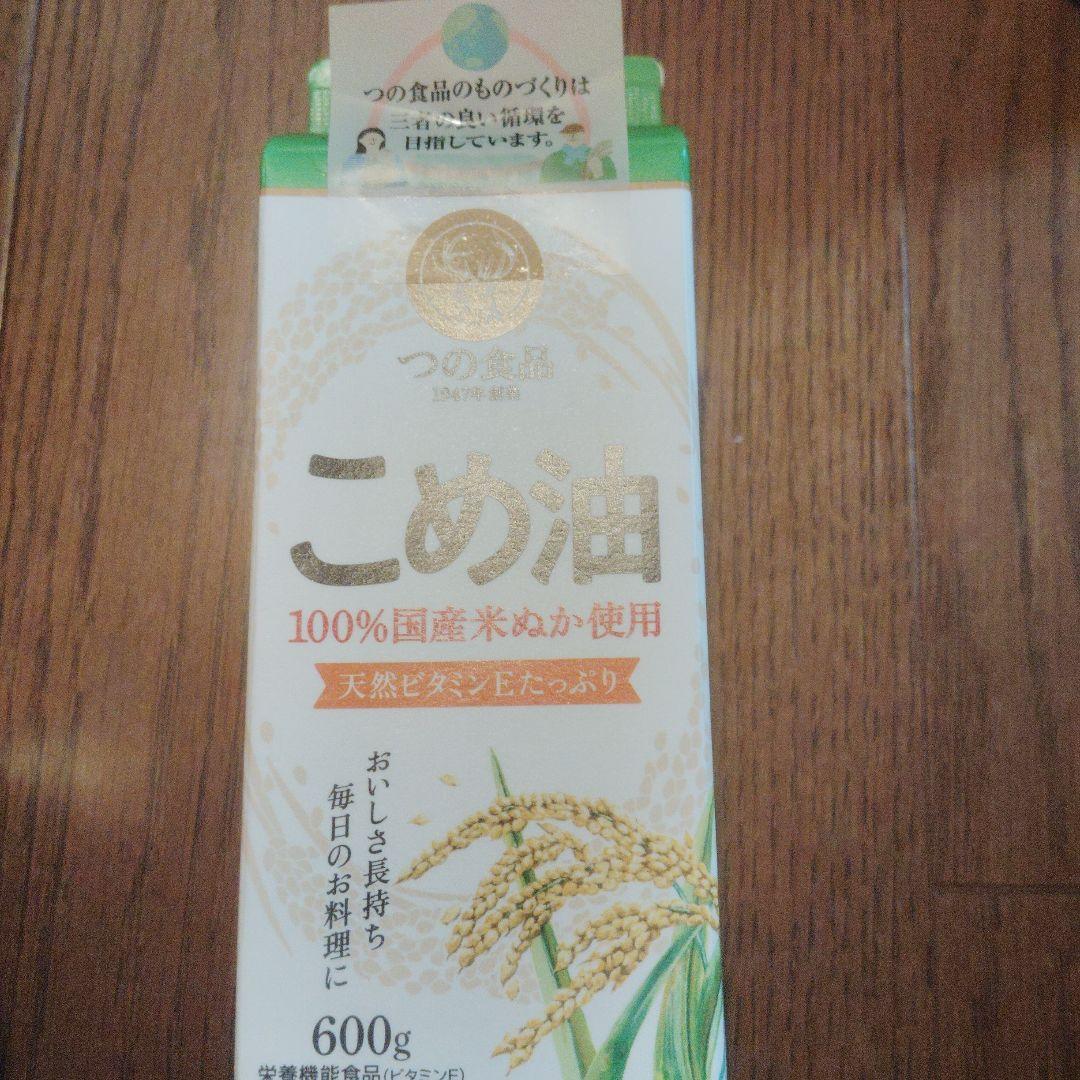 つの食品のものづくりは
三者の良い循環を
目指しています。
つの食品
1947年 創業
こめ油
100%国産米ぬか使用
天然ビタミンEたっぷり
おいしさ長持ち
毎日のお料理に
600g
栄養機能食品(ビタミンE)